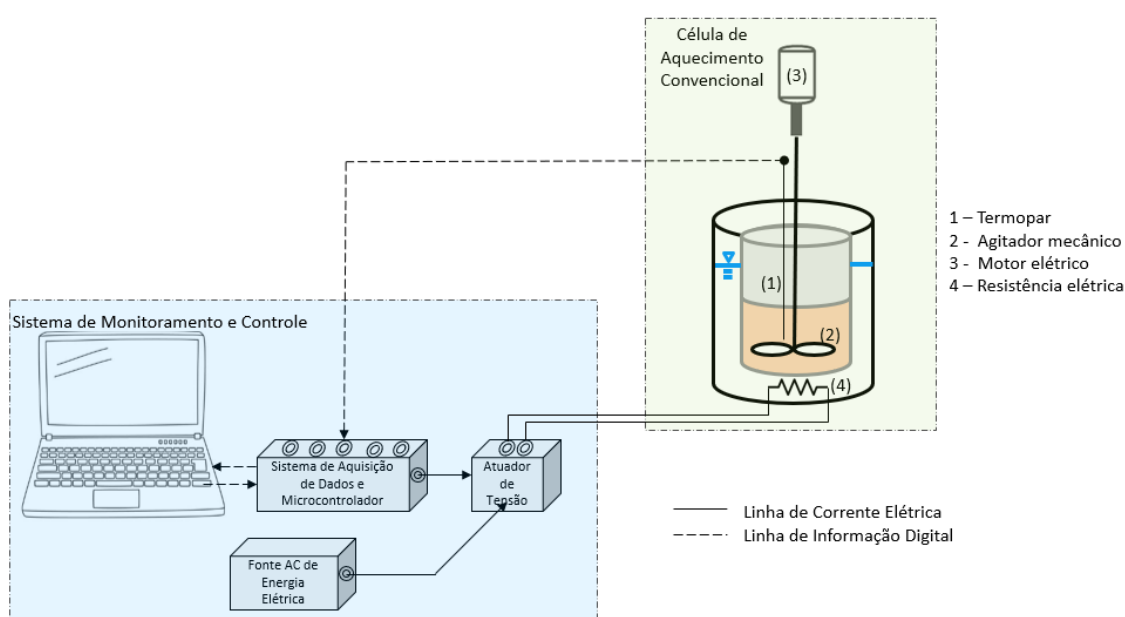 Célula de
Aquecimento
Convencional
(3)
1 – Termopar
2 - Agitador mecânico
3 - Motor elétrico
4 – Resistência elétrica
(1)
(2)
(4)
Sistema de Monitoramento e Controle
Sistema de Aquisição
de Dados e
Microcontrolador
Atuador
de
Tensão
Fonte AC de
Energia
Elétrica
Linha de Corrente Elétrica
Linha de Informação Digital